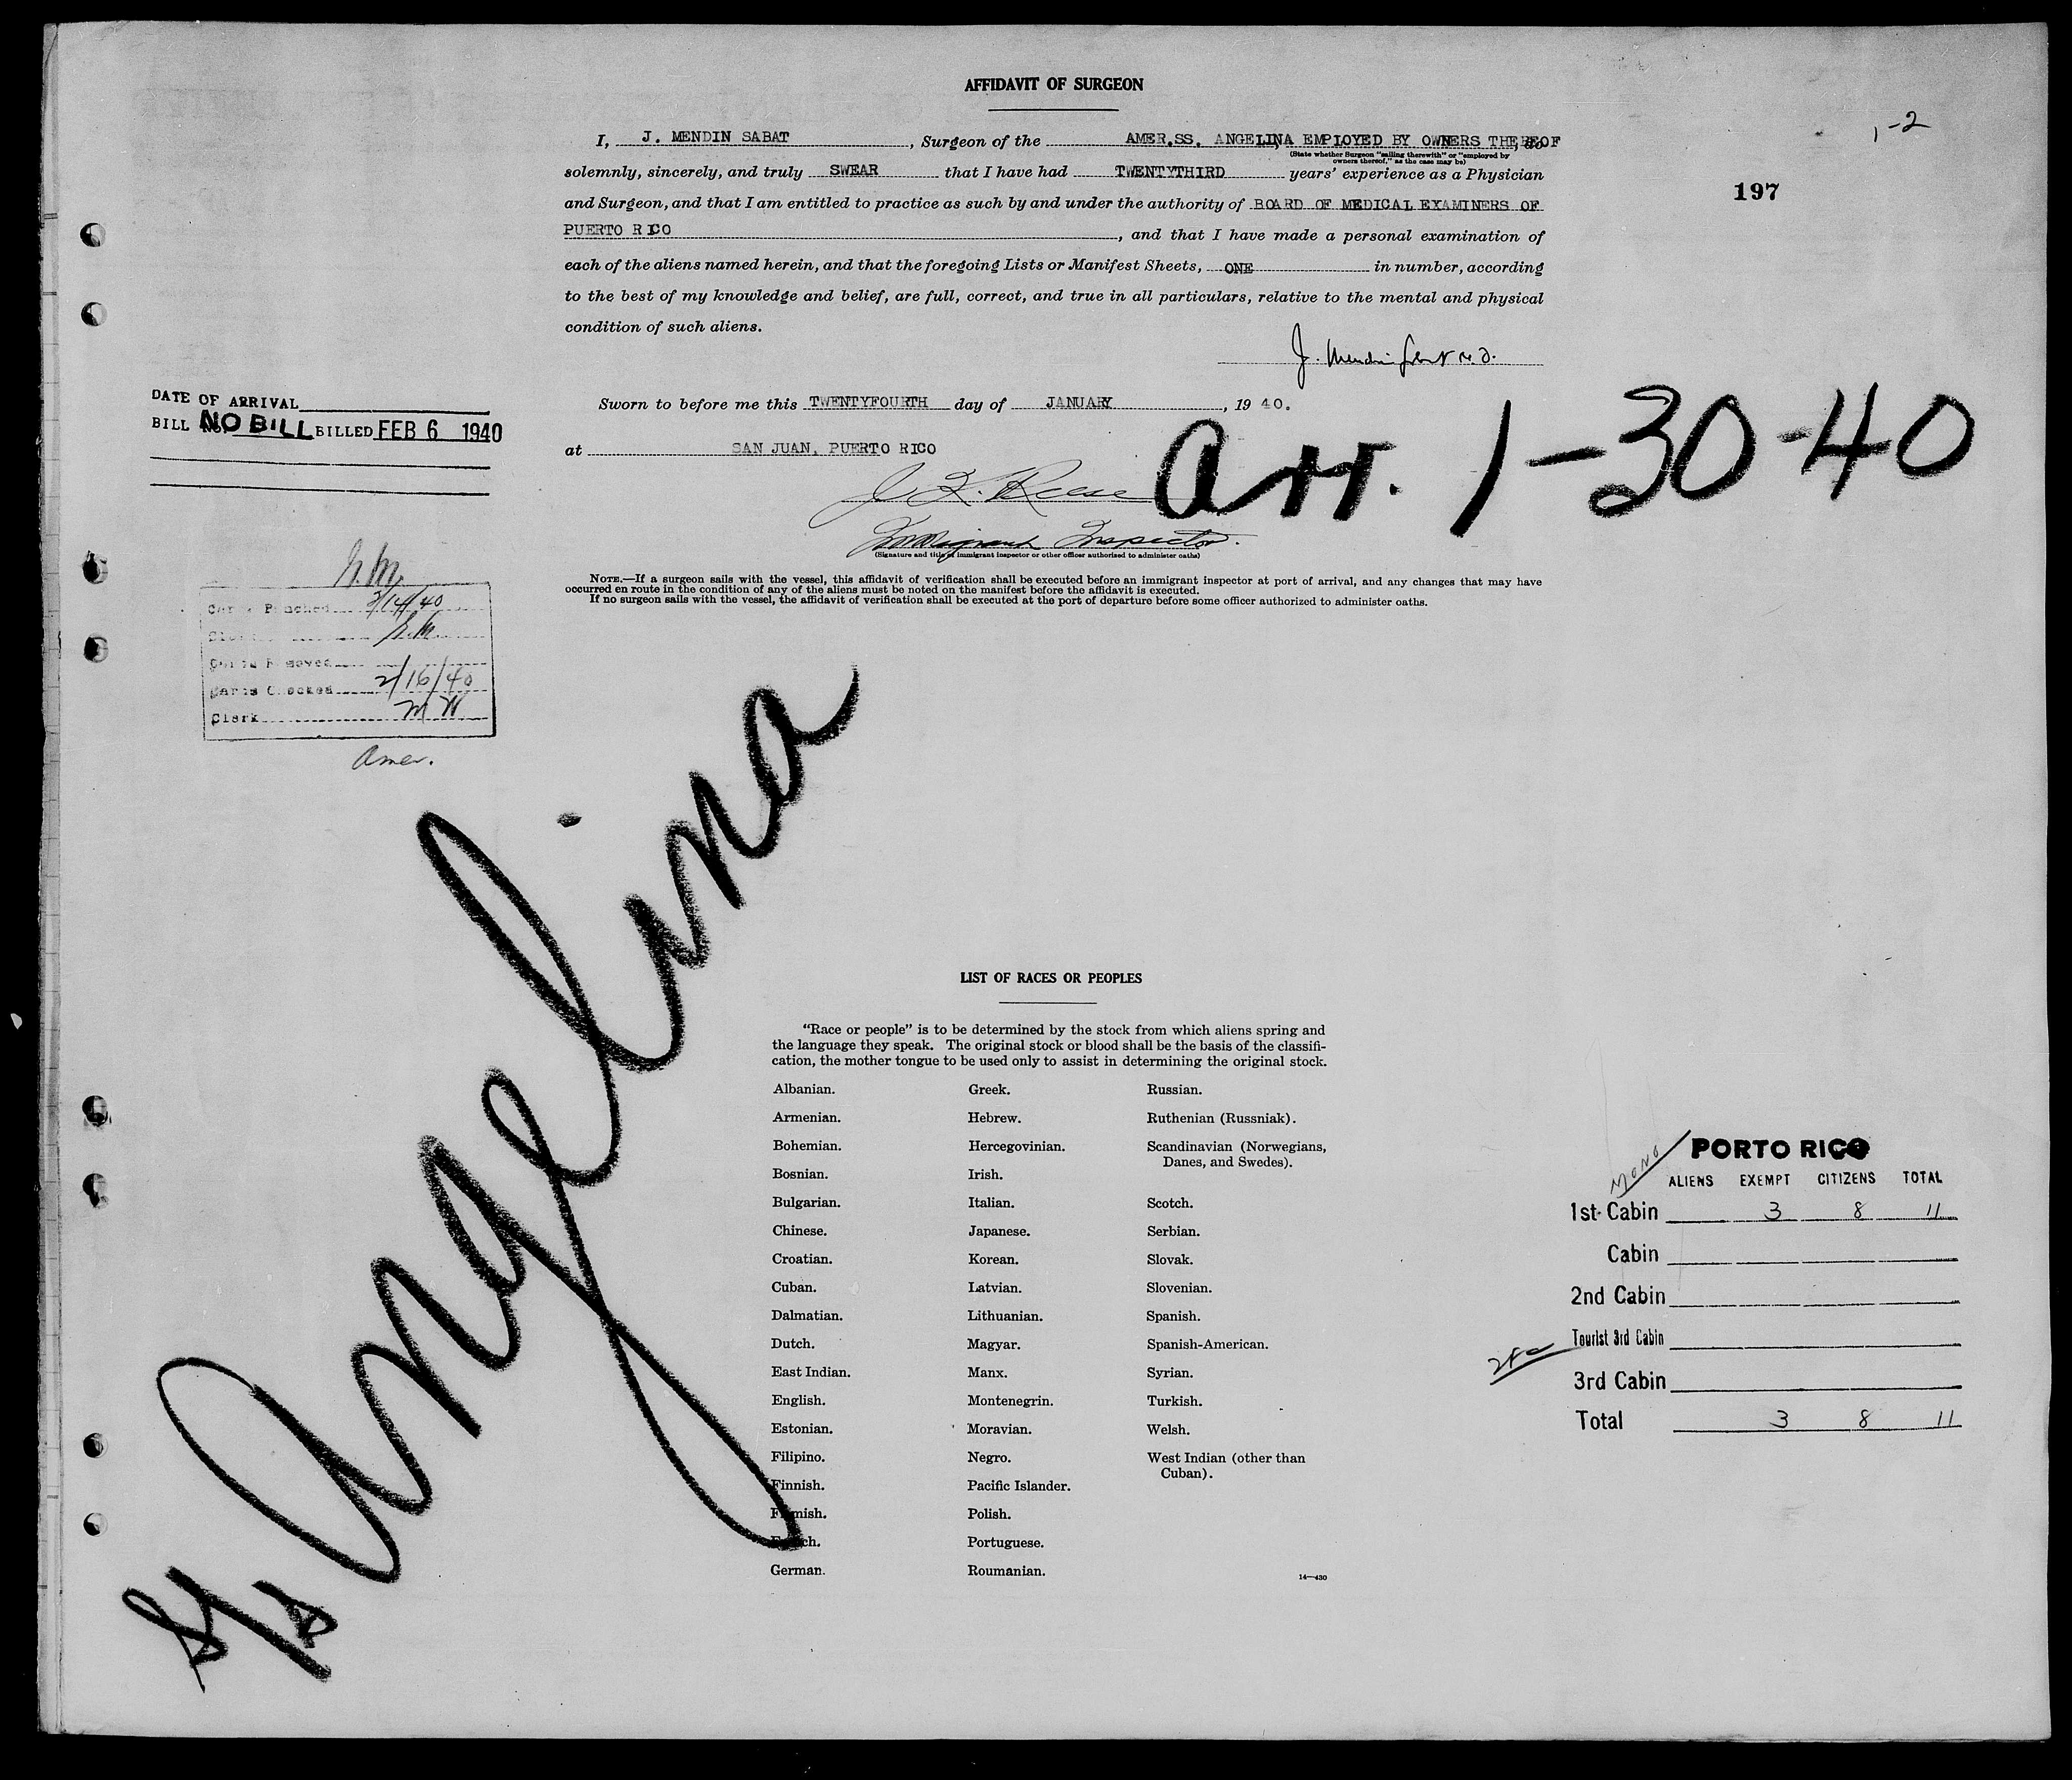 AFFIDAVIT OF SURGEON
1-2
I, J. MENDIN SABAT, Surgeon of the AMER.SS. ANGELINA EMPLOYED BY OWNERS THEREOF, do
(State whether Surgeon "sailing therewith" or "employed by
owners thereof," as the case may be)
solemnly, sincerely, and truly SWEAR that I have had TWENTYTHIRD years' experience as a Physician
197
and Surgeon, and that I am entitled to practice as such by and under the authority of BOARD OF MEDICAL EXAMINERS OF
PUERTO RICO, and that I have made a personal examination of
each of the aliens named herein, and that the foregoing Lists or Manifest Sheets, ONE in number, according
to the best of my knowledge and belief, are full, correct, and true in all particulars, relative to the mental and physical
condition of such aliens.
J. Mendin Sabat M.D.
DATE OF ARRIVAL
BILL NO. NO BILL BILLED FEB 6 1940
Sworn to before me this TWENTYFOURTH day of JANUARY, 19 40.
at SAN JUAN, PUERTO RICO
Arr. 1-30-40
J. K. Reese
Immigrant Inspector.
(Signature and title of immigrant inspector or other officer authorized to administer oaths)
NOTE.—If a surgeon sails with the vessel, this affidavit of verification shall be executed before an immigrant inspector at port of arrival, and any changes that may have
occurred en route in the condition of any of the aliens must be noted on the manifest before the affidavit is executed.
If no surgeon sails with the vessel, the affidavit of verification shall be executed at the port of departure before some officer authorized to administer oaths.
Cards Punched 2/14/40
Clerk
Cards Removed
Cards Checked 2/16/40
Clerk MW
Amer.
S/S Angelina
LIST OF RACES OR PEOPLES
"Race or people" is to be determined by the stock from which aliens spring and
the language they speak. The original stock or blood shall be the basis of the classifi-
cation, the mother tongue to be used only to assist in determining the original stock.
Albanian.
Armenian.
Bohemian.
Bosnian.
Bulgarian.
Chinese.
Croatian.
Cuban.
Dalmatian.
Dutch.
East Indian.
English.
Estonian.
Filipino.
Finnish.
Flemish.
French.
German.
Greek.
Hebrew.
Hercegovinian.
Irish.
Italian.
Japanese.
Korean.
Latvian.
Lithuanian.
Magyar.
Manx.
Montenegrin.
Moravian.
Negro.
Pacific Islander.
Polish.
Portuguese.
Roumanian.
Russian.
Ruthenian (Russniak).
Scandinavian (Norwegians,
Danes, and Swedes).
Scotch.
Serbian.
Slovak.
Slovenian.
Spanish.
Spanish-American.
Syrian.
Turkish.
Welsh.
West Indian (other than
Cuban).
14—430
PORTO RICO
ALIENS EXEMPT CITIZENS TOTAL
1st Cabin 3 8 11
Cabin
2nd Cabin
Tourist 3rd Cabin
3rd Cabin
Total 3 8 11